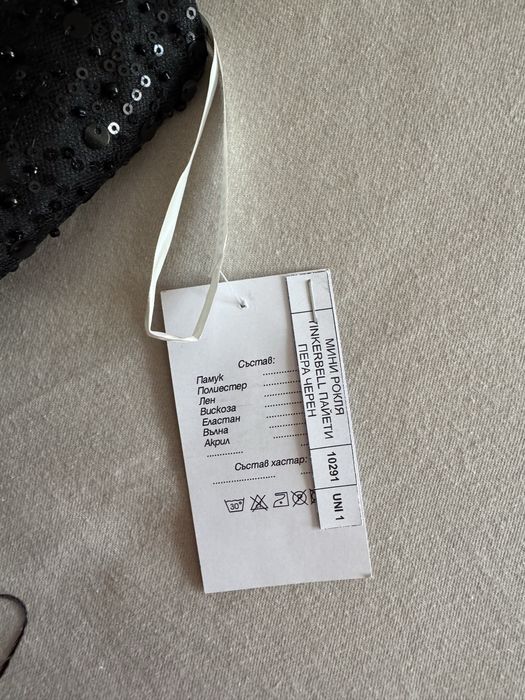 Състав:
Памук ..............
Полиестер ..............
Лен ..............
Вискоза ..............
Еластан ..............
Вълна ..............
Акрил ..............
..............
Състав хастар:
30°
МИНИ РОКЛЯ
TINKERBELL ПАЙЕТИ
ПЕРА ЧЕРЕН
10291
UNI 1